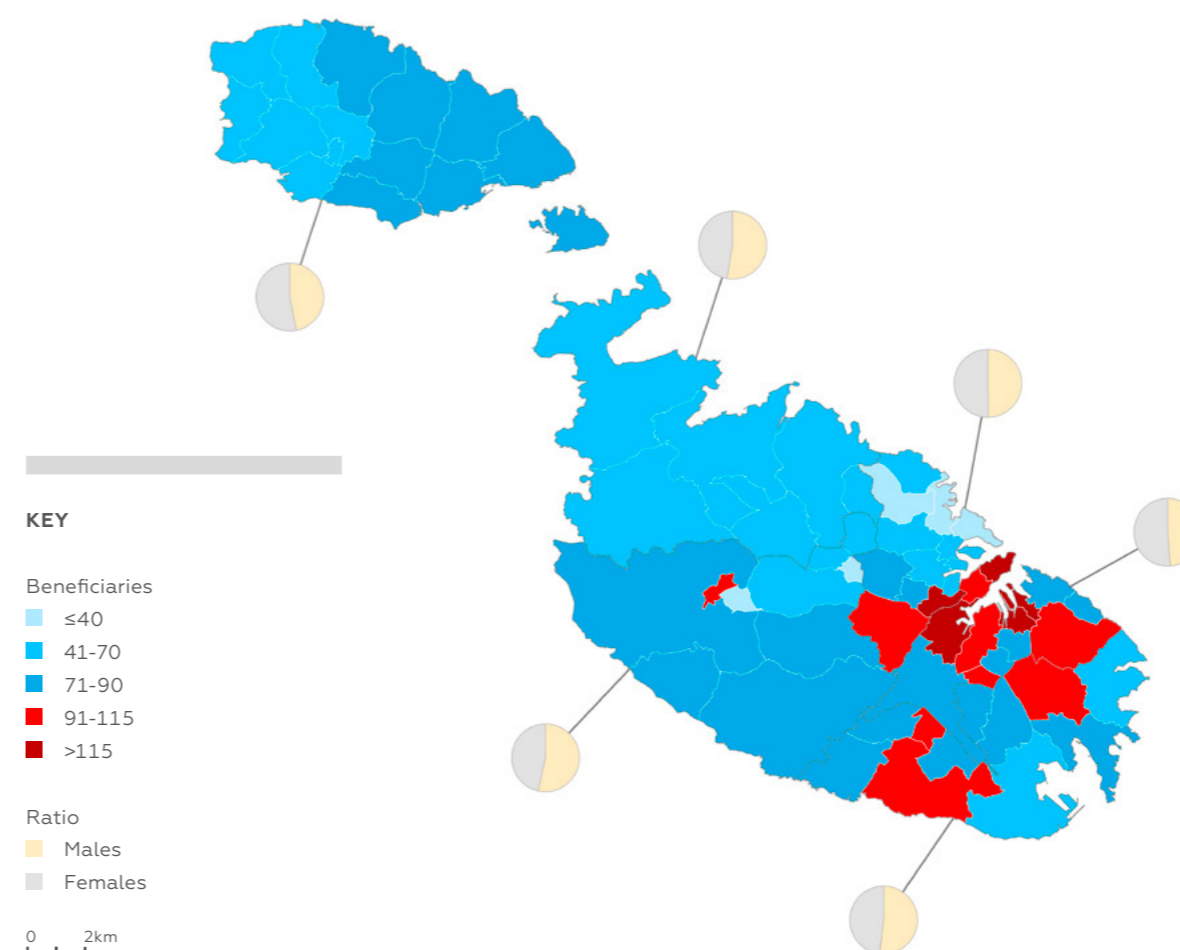 KEY
Beneficiaries
≤40
41-70
71-90
91-115
>115
Ratio
Males
Females
0 2km